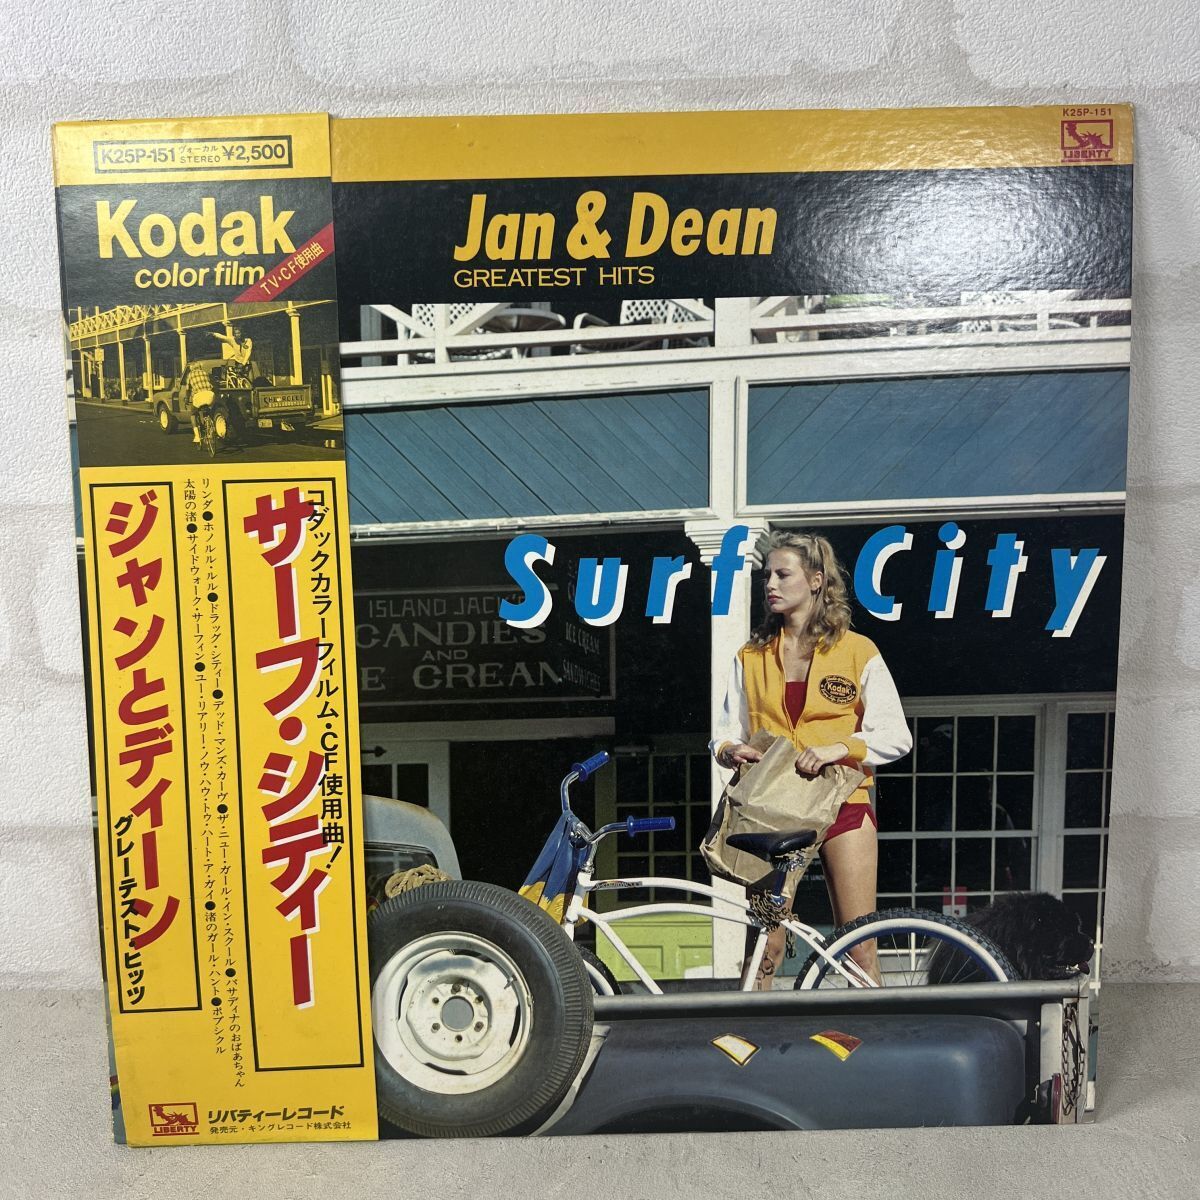 K25P-151 ヴォーカル STEREO ¥2,500
Kodak
color film
TV・CF使用曲
CHEVROLET
コダックカラーフィルム・CF使用曲!
サーフ・シティー
リンダ●ホノルル・ルル●ドラッグ・シティー●デッド・マンズ・カーヴ●ザ・ニュー・ガール・イン・スクール●パサディナのおばあちゃん
太陽の渚●サイドウォーク・サーフィン●ユー・リアリー・ノウ・ハウ・トゥ・ハート・ア・ガイ●渚のガール・ハント●ポプシクル
ジャンとディーン
グレーテスト・ヒッツ
LIBERTY
リバティーレコード
発売元・キングレコード株式会社
K25P-151
LIBERTY
Jan & Dean
GREATEST HITS
Surf City
ISLAND JACK'S
CANDIES
AND
E CREAM
ICE CREAM
SANDWICHES
Kodak